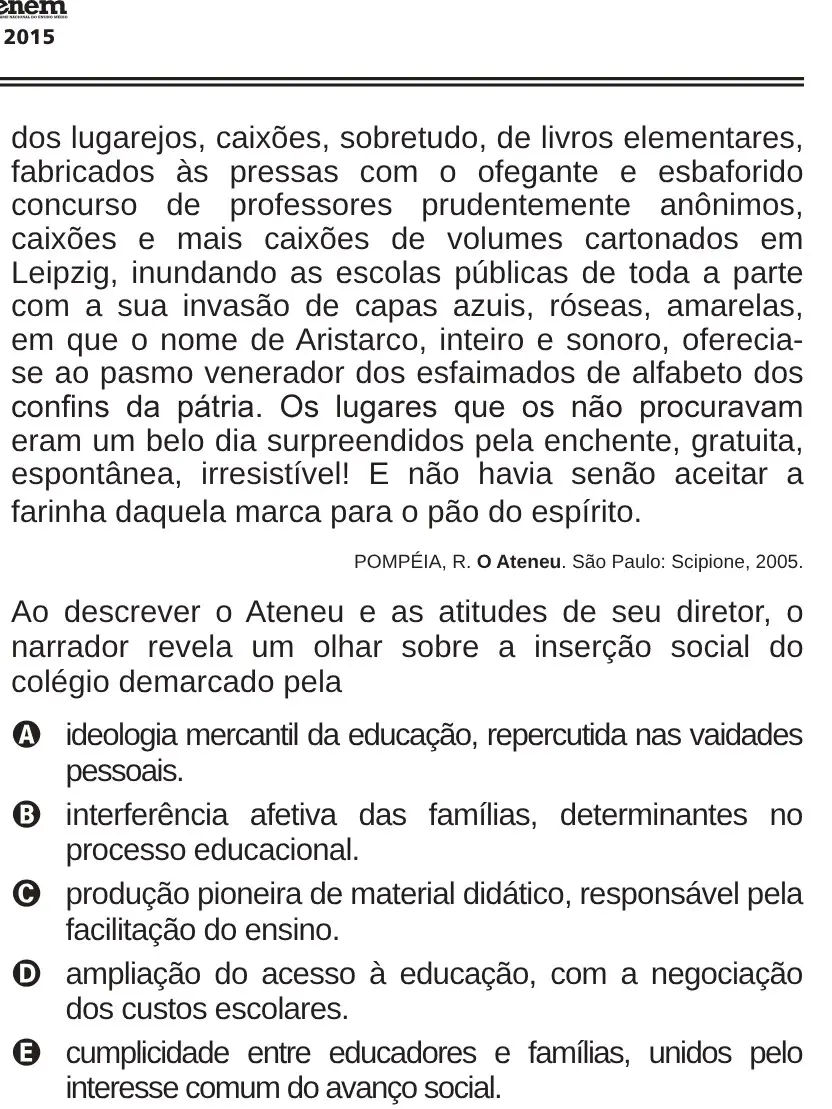 enem
EXAME NACIONAL DO ENSINO MÉDIO
2015
dos lugarejos, caixões, sobretudo, de livros elementares,
fabricados às pressas com o ofegante e esbaforido
concurso de professores prudentemente anônimos,
caixões e mais caixões de volumes cartonados em
Leipzig, inundando as escolas públicas de toda a parte
com a sua invasão de capas azuis, róseas, amarelas,
em que o nome de Aristarco, inteiro e sonoro, oferecia-
se ao pasmo venerador dos esfaimados de alfabeto dos
confins da pátria. Os lugares que os não procuravam
eram um belo dia surpreendidos pela enchente, gratuita,
espontânea, irresistível! E não havia senão aceitar a
farinha daquela marca para o pão do espírito.
POMPÉIA, R. O Ateneu. São Paulo: Scipione, 2005.
Ao descrever o Ateneu e as atitudes de seu diretor, o
narrador revela um olhar sobre a inserção social do
colégio demarcado pela
A ideologia mercantil da educação, repercutida nas vaidades
pessoais.
B interferência afetiva das famílias, determinantes no
processo educacional.
C produção pioneira de material didático, responsável pela
facilitação do ensino.
D ampliação do acesso à educação, com a negociação
dos custos escolares.
E cumplicidade entre educadores e famílias, unidos pelo
interesse comum do avanço social.